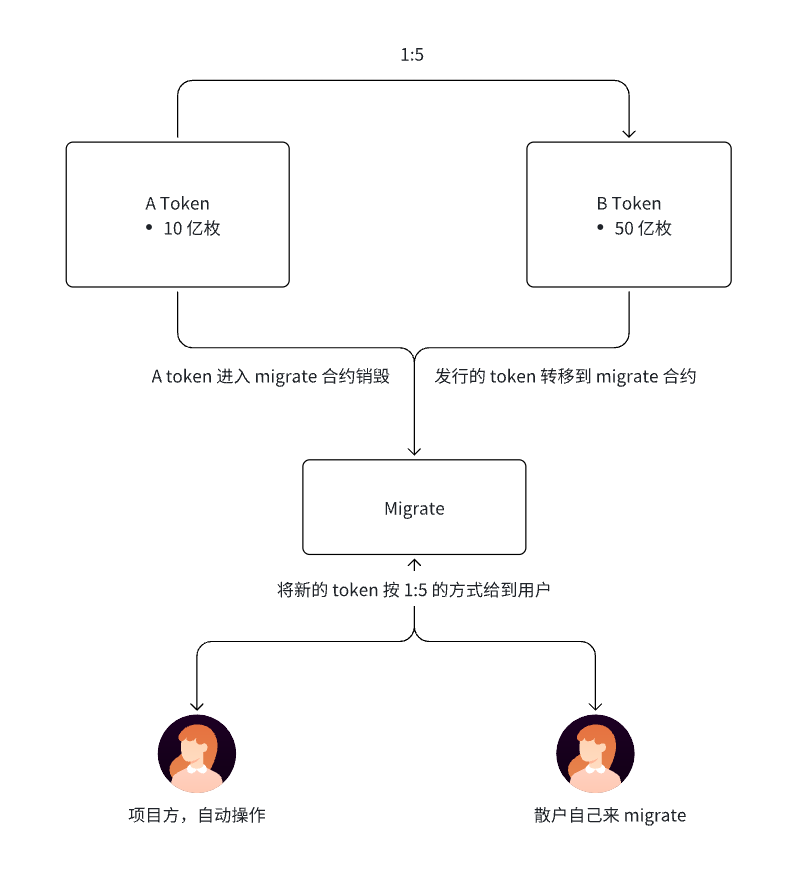 1:5
A Token
• 10 亿枚
B Token
• 50 亿枚
A token 进入 migrate 合约销毁
发行的 token 转移到 migrate 合约
Migrate
将新的 token 按 1:5 的方式给到用户
项目方，自动操作
散户自己来 migrate